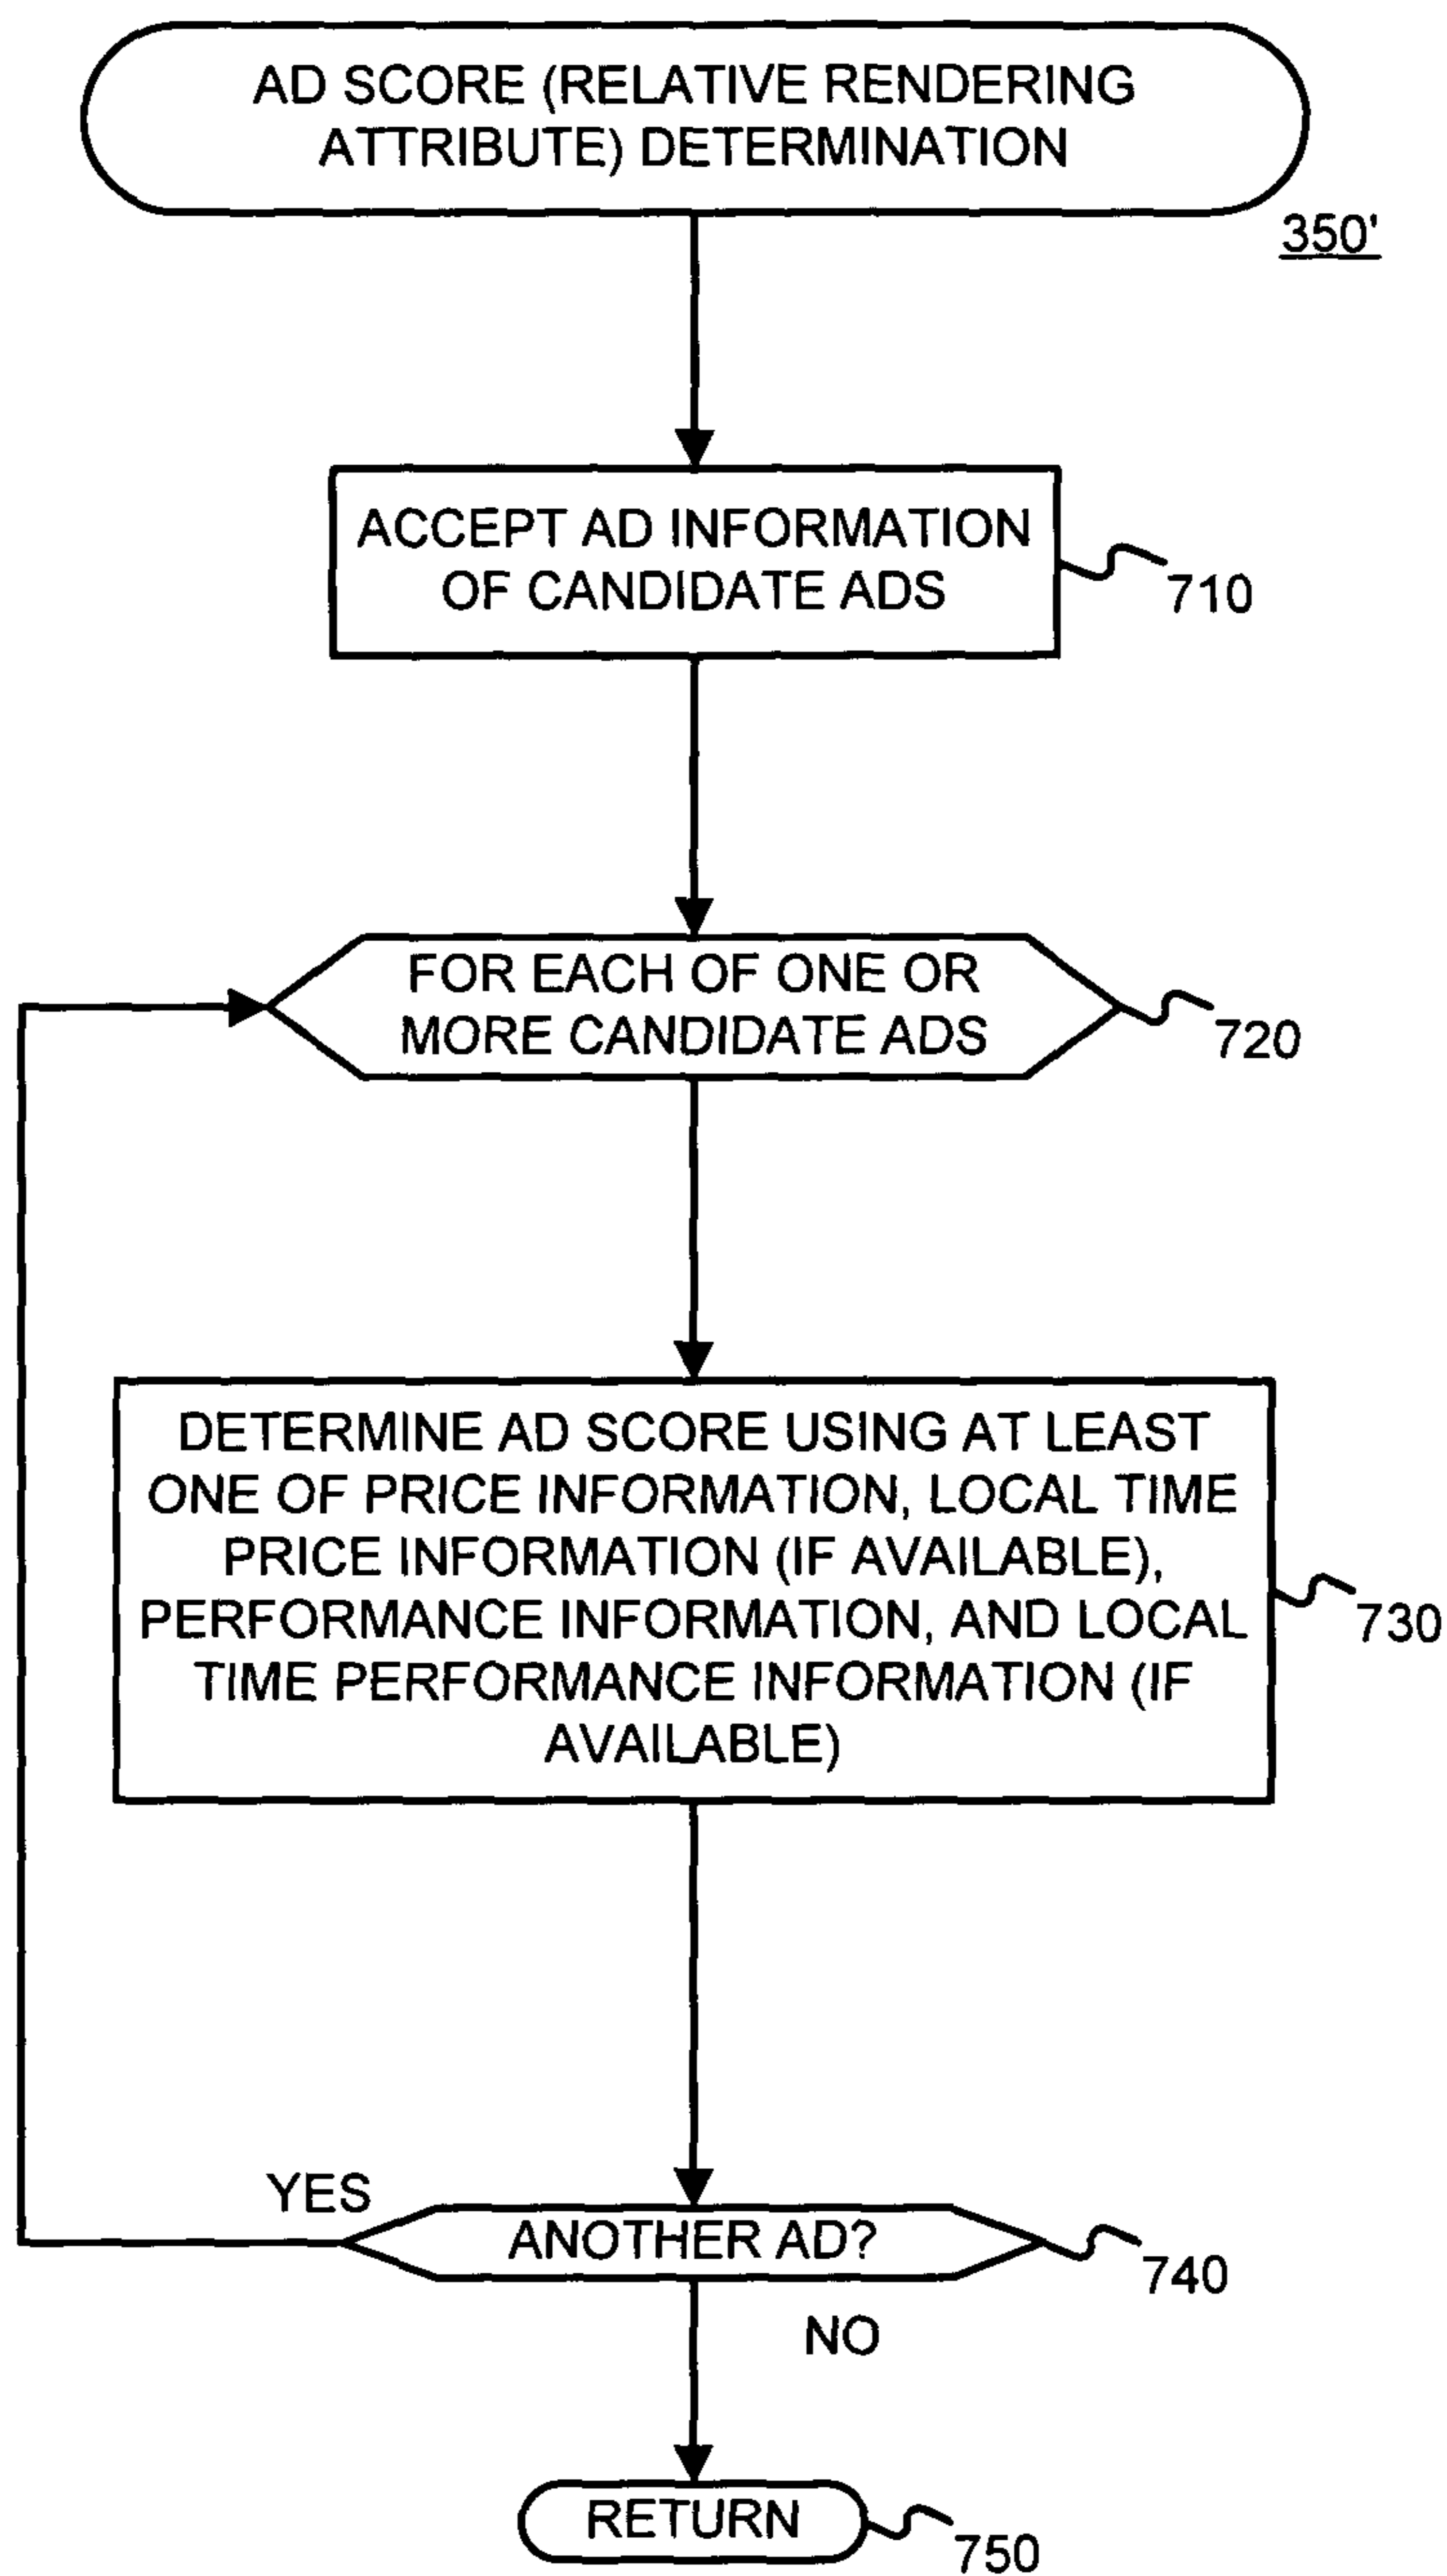 AD SCORE (RELATIVE RENDERING
ATTRIBUTE) DETERMINATION
350'
ACCEPT AD INFORMATION
OF CANDIDATE ADS
710
FOR EACH OF ONE OR
MORE CANDIDATE ADS
720
DETERMINE AD SCORE USING AT LEAST
ONE OF PRICE INFORMATION, LOCAL TIME
PRICE INFORMATION (IF AVAILABLE),
PERFORMANCE INFORMATION, AND LOCAL
TIME PERFORMANCE INFORMATION (IF
AVAILABLE)
730
YES
ANOTHER AD?
740
NO
RETURN
750